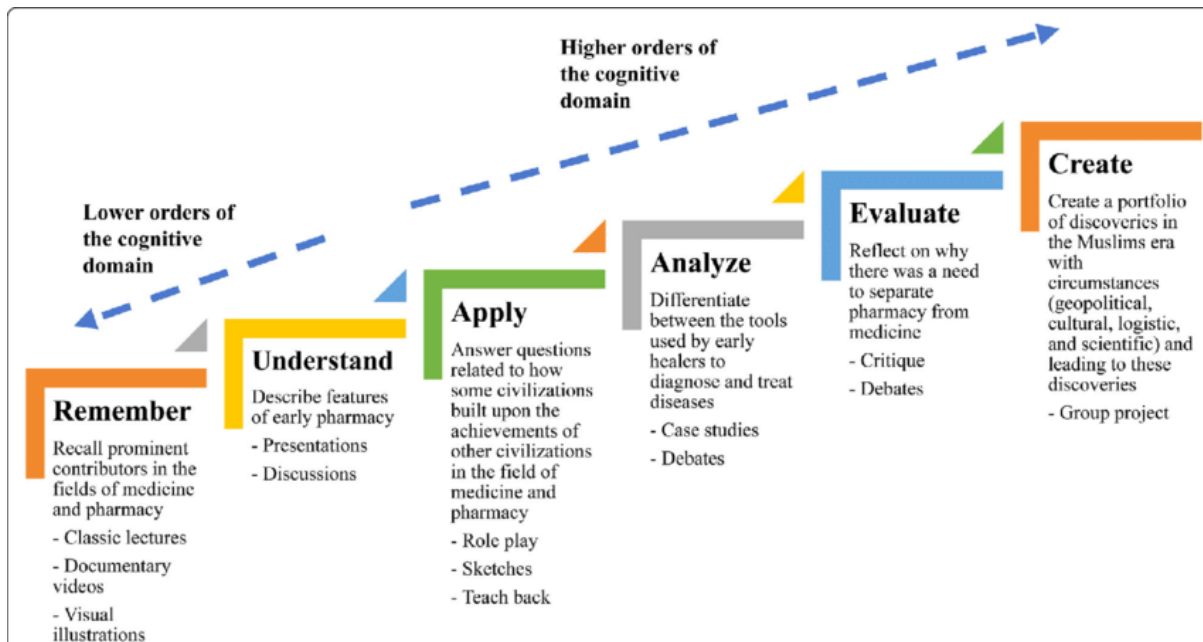 Higher orders of
the cognitive
domain
Lower orders of
the cognitive
domain
Remember
Recall prominent
contributors in the
fields of medicine
and pharmacy
- Classic lectures
- Documentary
videos
- Visual
illustrations
Understand
Describe features
of early pharmacy
- Presentations
- Discussions
Apply
Answer questions
related to how
some civilizations
built upon the
achievements of
other civilizations
in the field of
medicine and
pharmacy
- Role play
- Sketches
- Teach back
Analyze
Differentiate
between the tools
used by early
healers to
diagnose and treat
diseases
- Case studies
- Debates
Evaluate
Reflect on why
there was a need
to separate
pharmacy from
medicine
- Critique
- Debates
Create
Create a portfolio
of discoveries in
the Muslims era
with
circumstances
(geopolitical,
cultural, logistic,
and scientific) and
leading to these
discoveries
- Group project